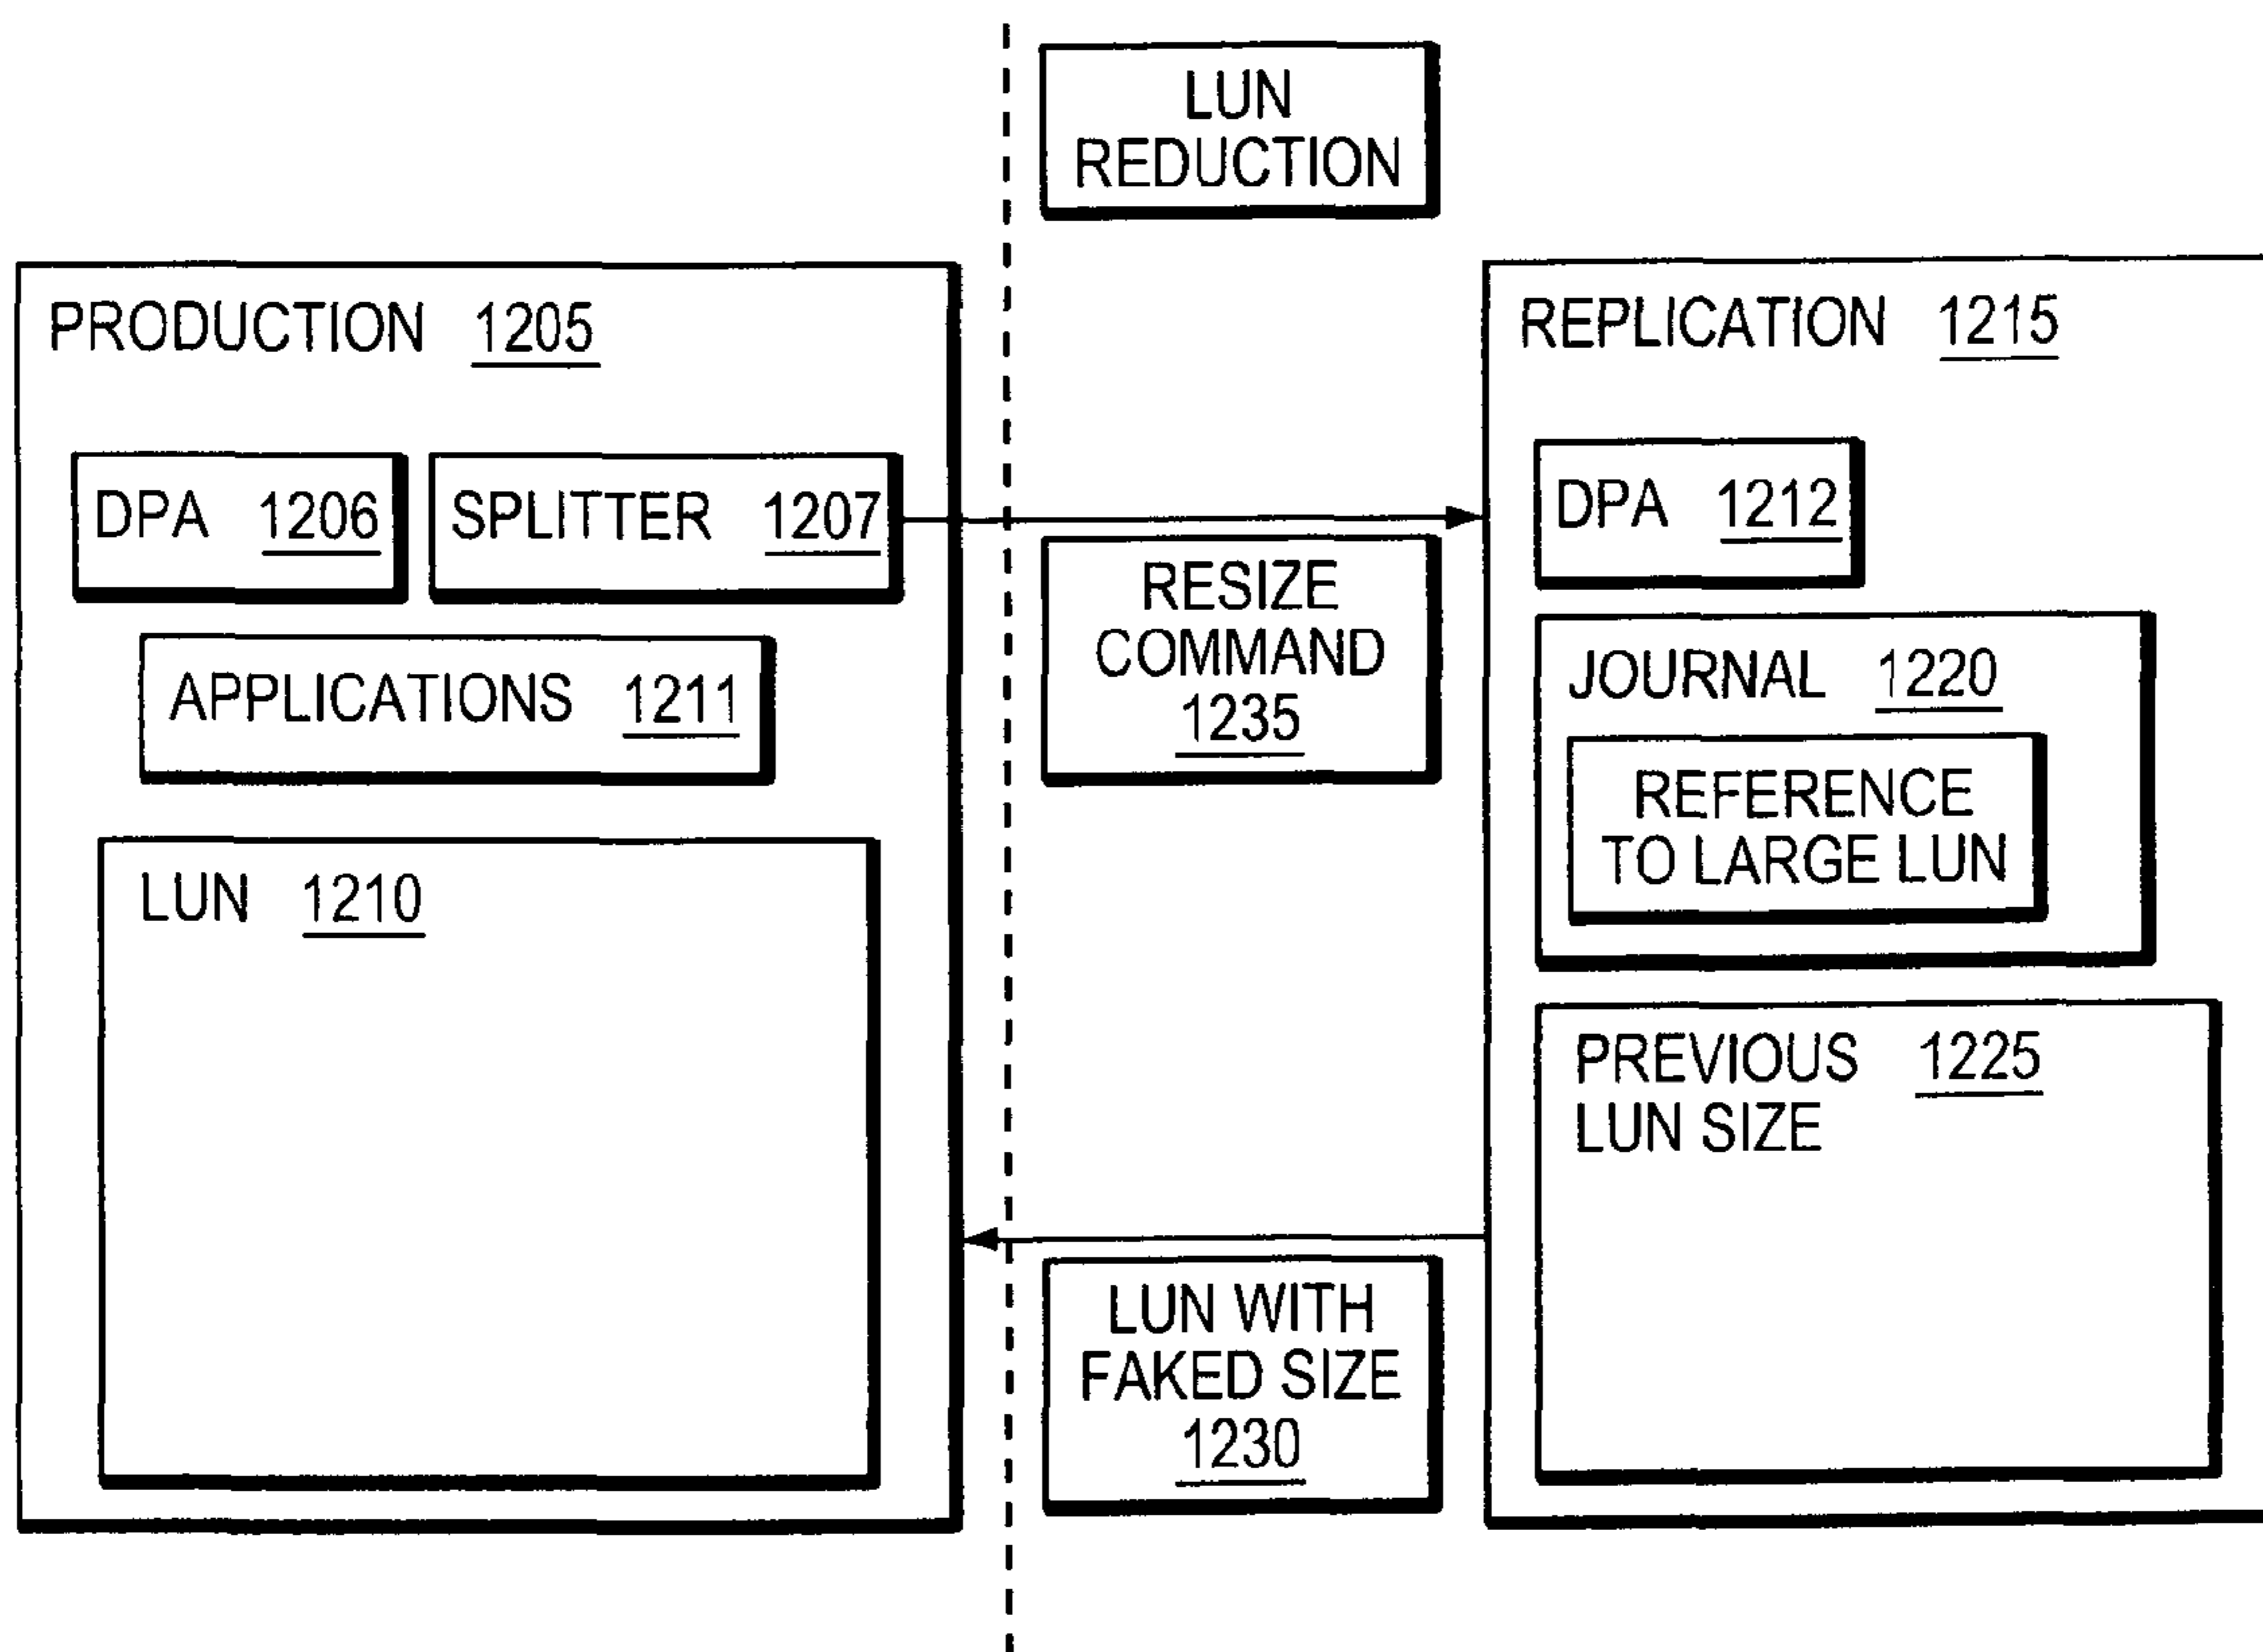 LUN
REDUCTION
PRODUCTION 1205
DPA 1206
SPLITTER 1207
APPLICATIONS 1211
LUN 1210
RESIZE
COMMAND
1235
LUN WITH
FAKED SIZE
1230
REPLICATION 1215
DPA 1212
JOURNAL 1220
REFERENCE
TO LARGE LUN
PREVIOUS 1225
LUN SIZE